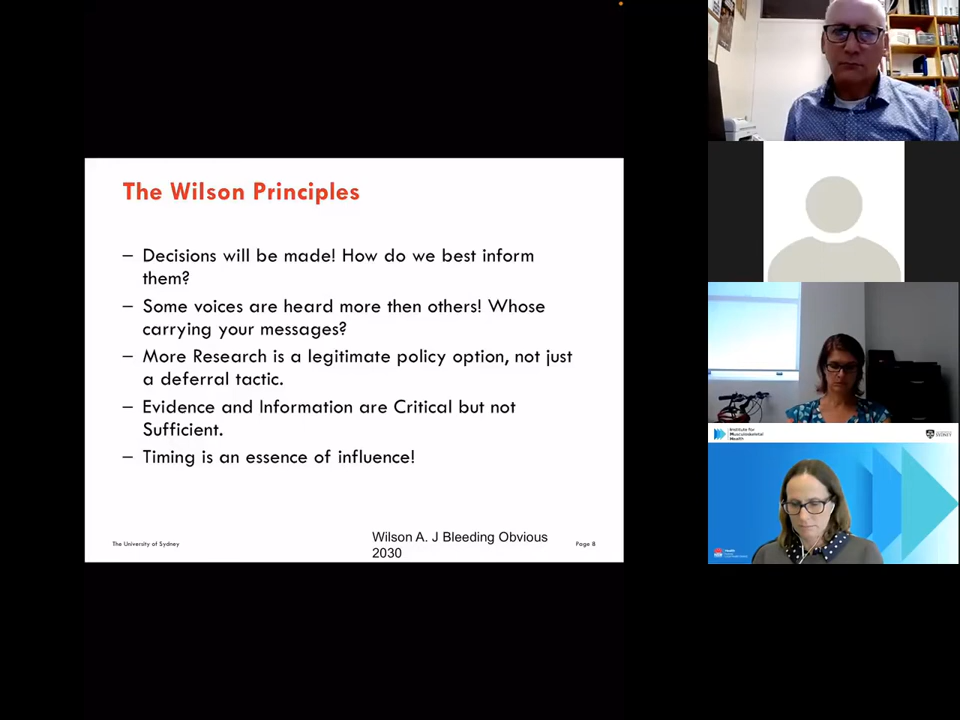 The Wilson Principles
– Decisions will be made! How do we best inform
them?
– Some voices are heard more then others! Whose
carrying your messages?
– More Research is a legitimate policy option, not just
a deferral tactic.
– Evidence and Information are Critical but not
Sufficient.
– Timing is an essence of influence!
The University of Sydney
Wilson A. J Bleeding Obvious
2030
Page 8
Institute for
Musculoskeletal
Health
SYDNEY
Health